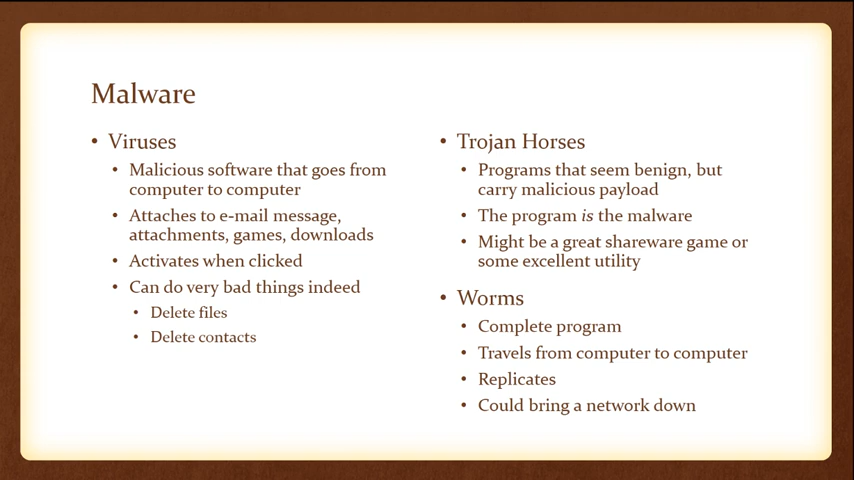 Malware
• Viruses
• Malicious software that goes from
computer to computer
• Attaches to e-mail message,
attachments, games, downloads
• Activates when clicked
• Can do very bad things indeed
• Delete files
• Delete contacts
• Trojan Horses
• Programs that seem benign, but
carry malicious payload
• The program is the malware
• Might be a great shareware game or
some excellent utility
• Worms
• Complete program
• Travels from computer to computer
• Replicates
• Could bring a network down